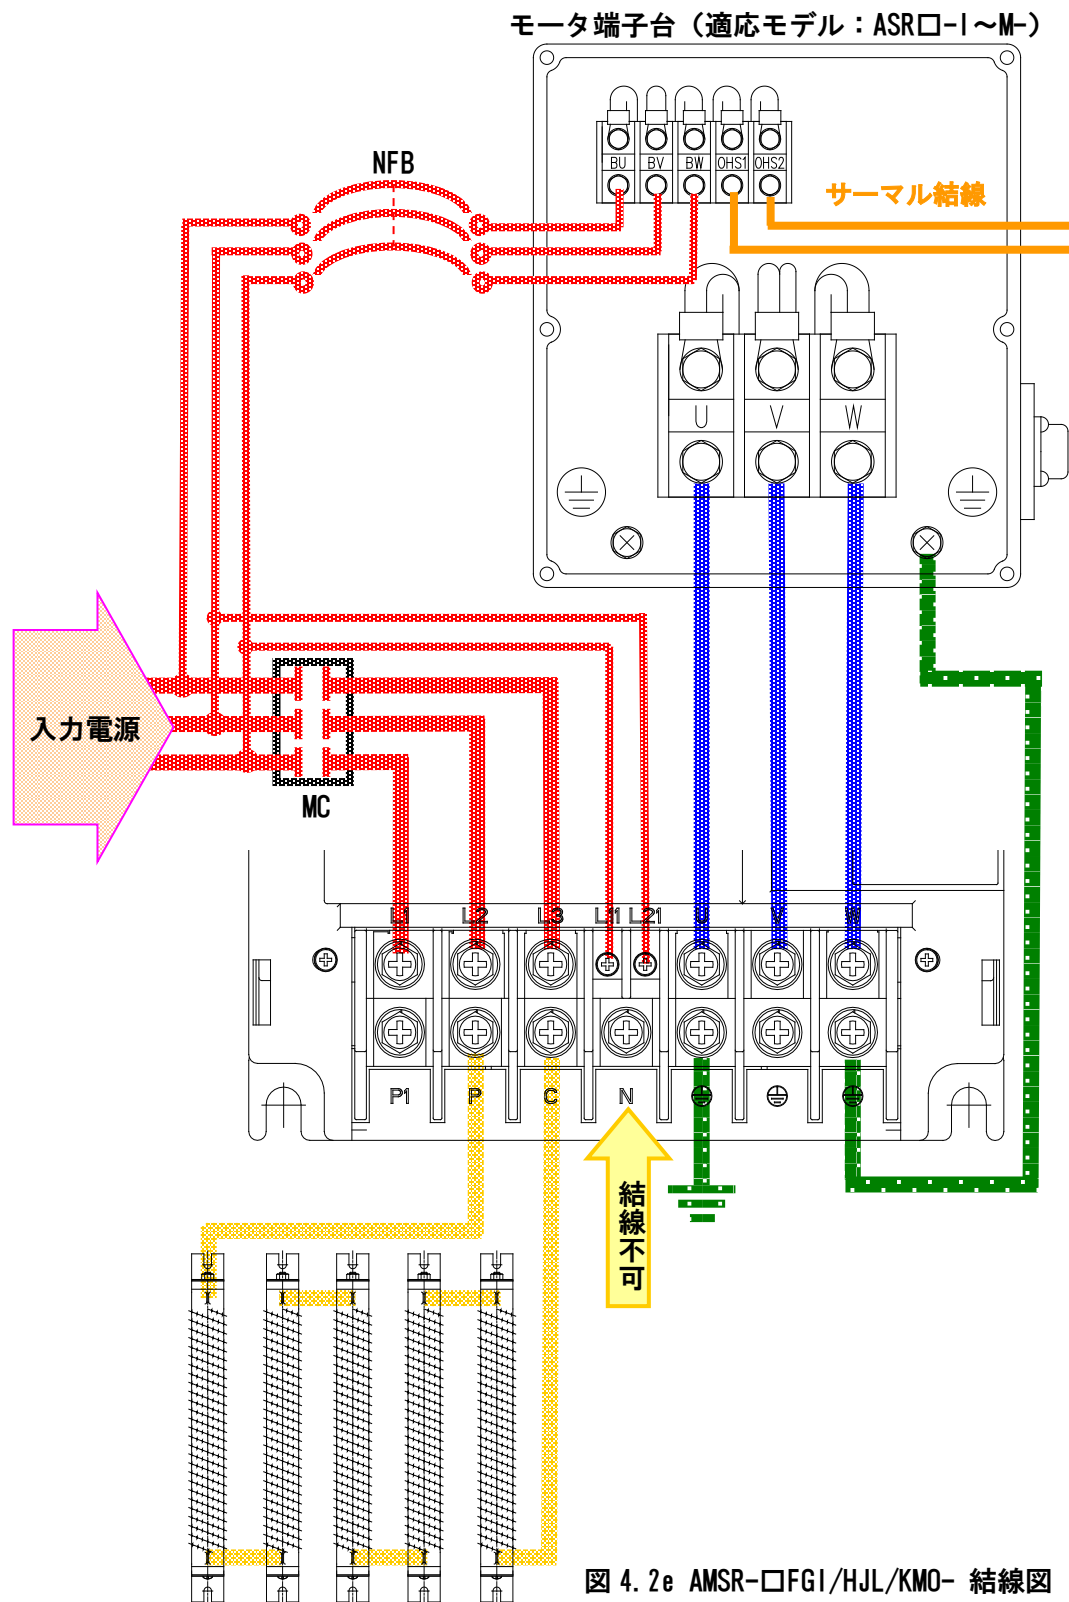 モータ端子台（適応モデル：ASR□-I～M-）
NFB
BU BV BW OHS1 OHS2
サーマル結線
U V W
入力電源
MC
L1 L2 L3 L11 L21 U V W
P1 P C N
結線不可
図 4.2e AMSR-□FGI/HJL/KMO- 結線図